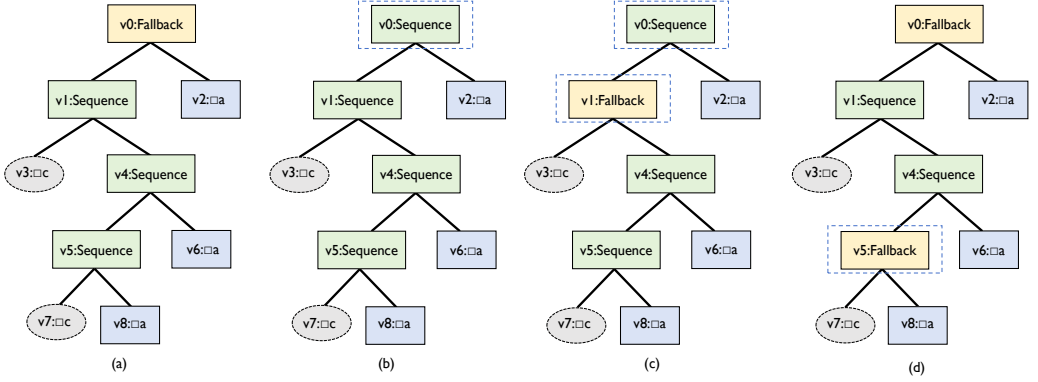 v0:Fallback
v1:Sequence
v2:□a
v3:□c
v4:Sequence
v5:Sequence
v6:□a
v7:□c
v8:□a
(a)
v0:Sequence
v1:Sequence
v2:□a
v3:□c
v4:Sequence
v5:Sequence
v6:□a
v7:□c
v8:□a
(b)
v0:Sequence
v1:Fallback
v2:□a
v3:□c
v4:Sequence
v5:Sequence
v6:□a
v7:□c
v8:□a
(c)
v0:Fallback
v1:Sequence
v2:□a
v3:□c
v4:Sequence
v5:Fallback
v6:□a
v7:□c
v8:□a
(d)